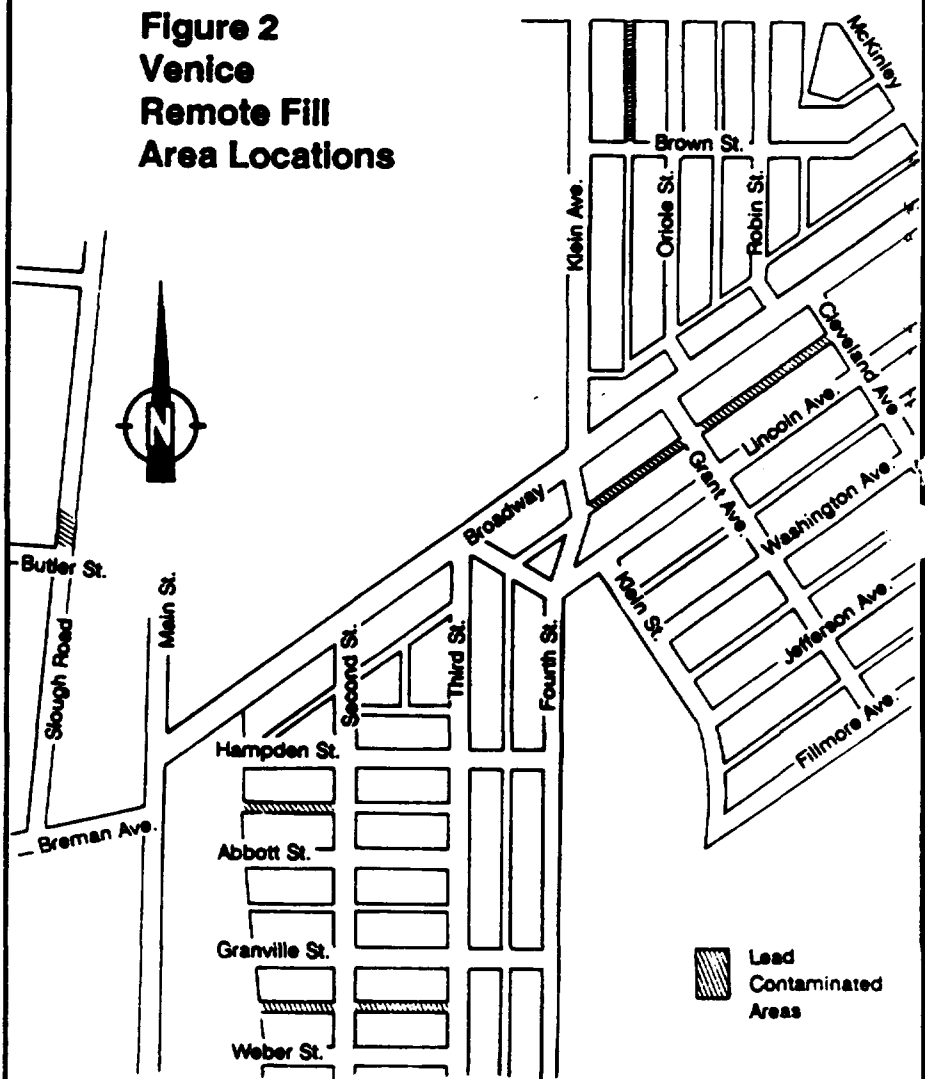 Figure 2
Venice
Remote Fill
Area Locations
McKinley
Brown St.
Klein Ave.
Oriole St.
Robin St.
Cleveland Ave
Lincoln Ave.
Grant Ave.
Washington Ave.
Broadway
N
Butler St.
Main St.
Slough Road
Second St.
Third St.
Fourth St.
Klein St.
Jefferson Ave.
Fillmore Ave.
Hampden St.
Breman Ave.
Abbott St.
Granville St.
Weber St.
Lead
Contaminated
Areas